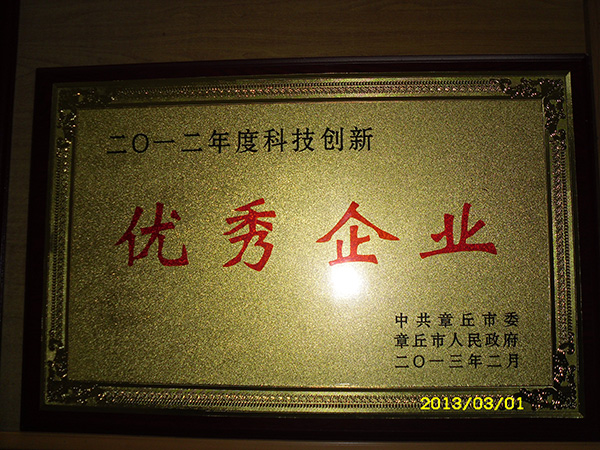 二〇一二年度科技创新
优秀企业
中共章丘市委
章丘市人民政府
二〇一三年二月
2013/03/01